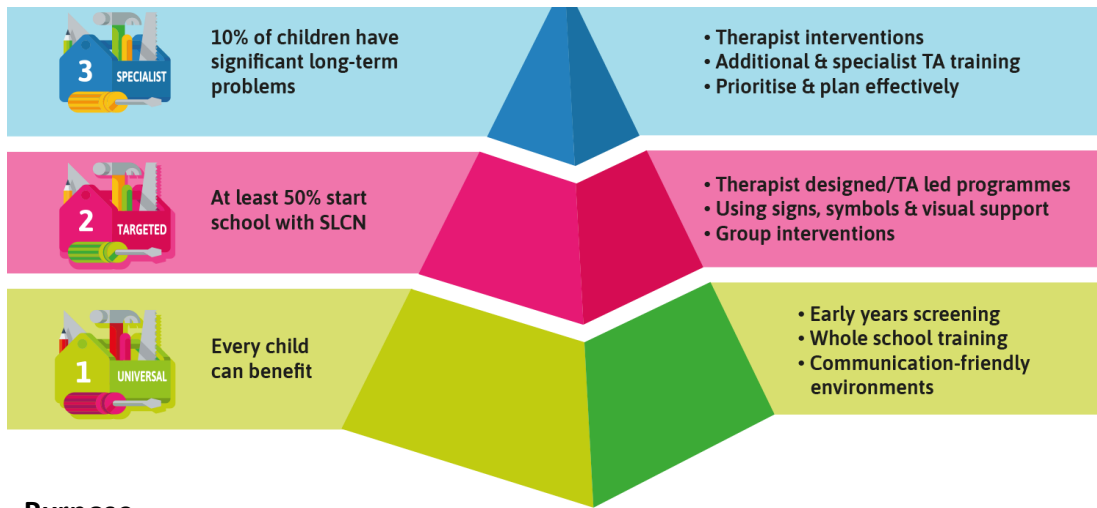 3 SPECIALIST
10% of children have
significant long-term
problems
• Therapist interventions
• Additional & specialist TA training
• Prioritise & plan effectively
2 TARGETED
At least 50% start
school with SLCN
• Therapist designed/TA led programmes
• Using signs, symbols & visual support
• Group interventions
1 UNIVERSAL
Every child
can benefit
• Early years screening
• Whole school training
• Communication-friendly
environments